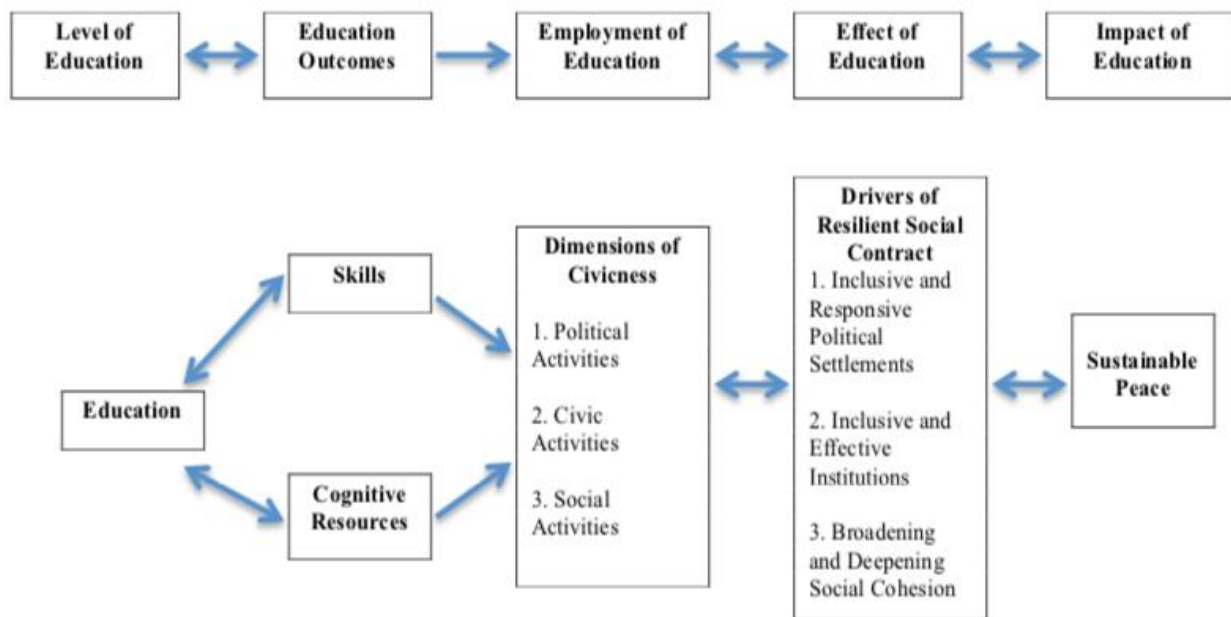 Level of
Education
Education
Outcomes
Employment of
Education
Effect of
Education
Impact of
Education
Education
Skills
Cognitive
Resources
Dimensions of
Civicness
1. Political
Activities
2. Civic
Activities
3. Social
Activities
Drivers of
Resilient Social
Contract
1. Inclusive and
Responsive
Political
Settlements
2. Inclusive and
Effective
Institutions
3. Broadening
and Deepening
Social Cohesion
Sustainable
Peace